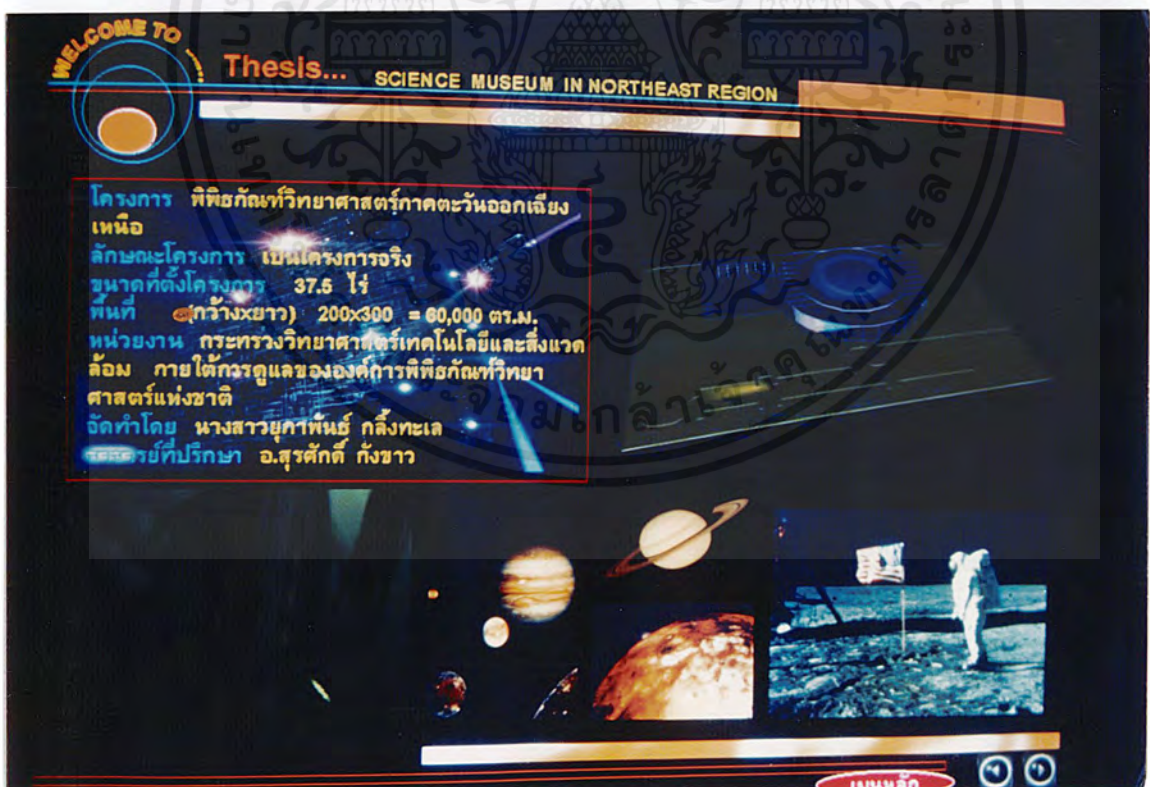 WELCOME TO .....
Thesis...
SCIENCE MUSEUM IN NORTHEAST REGION
โครงการ พิพิธภัณฑ์วิทยาศาสตร์ภาคตะวันออกเฉียง
เหนือ
ลักษณะโครงการ เป็นโครงการจริง
ขนาดที่ตั้งโครงการ 37.5 ไร่
พื้นที่ (กว้างxยาว) 200x300 = 60,000 ตร.ม.
หน่วยงาน กระทรวงวิทยาศาสตร์เทคโนโลยีและสิ่งแวด
ล้อม ภายใต้การดูแลขององค์การพิพิธภัณฑ์วิทยา
ศาสตร์แห่งชาติ
จัดทำโดย นางสาวยุภาพันธ์ กลิ้งทะเล
อาจารย์ที่ปรึกษา อ.สุรศักดิ์ กังขาว
เมนูหลัก